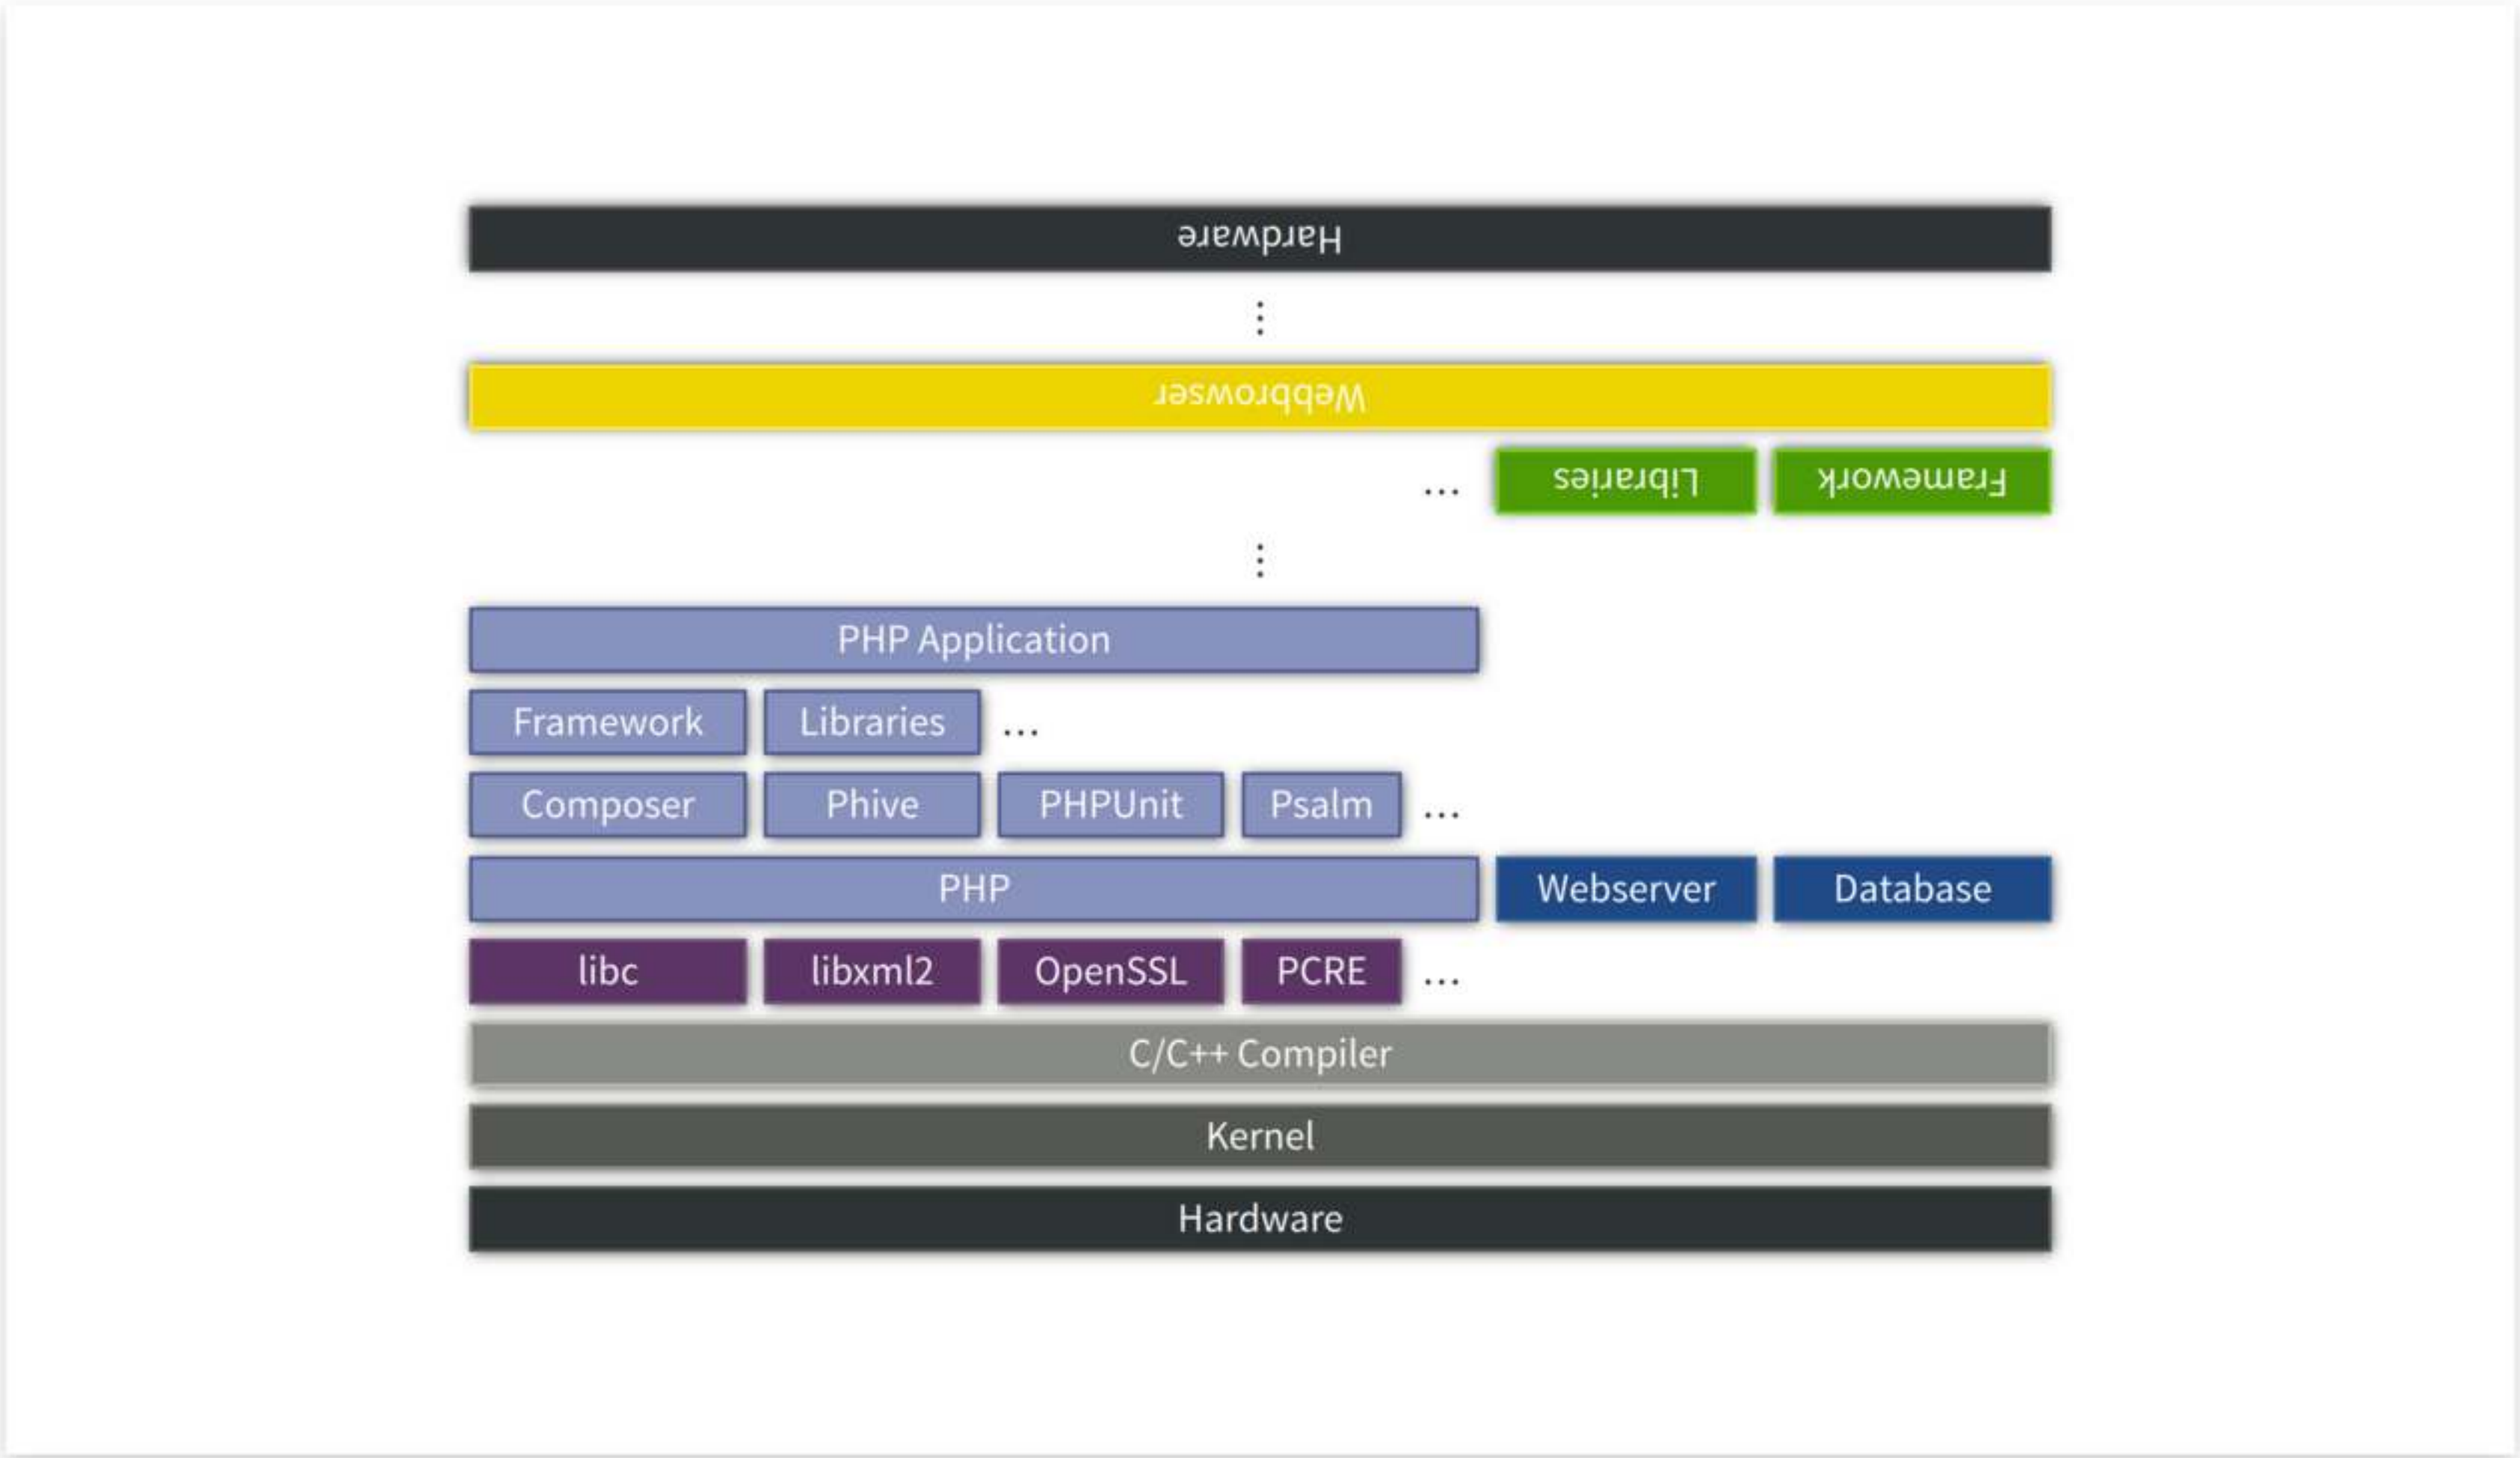 Hardware
⋮
Webbrowser
… Libraries Framework
⋮
PHP Application
Framework Libraries …
Composer Phive PHPUnit Psalm …
PHP Webserver Database
libc libxml2 OpenSSL PCRE …
C/C++ Compiler
Kernel
Hardware